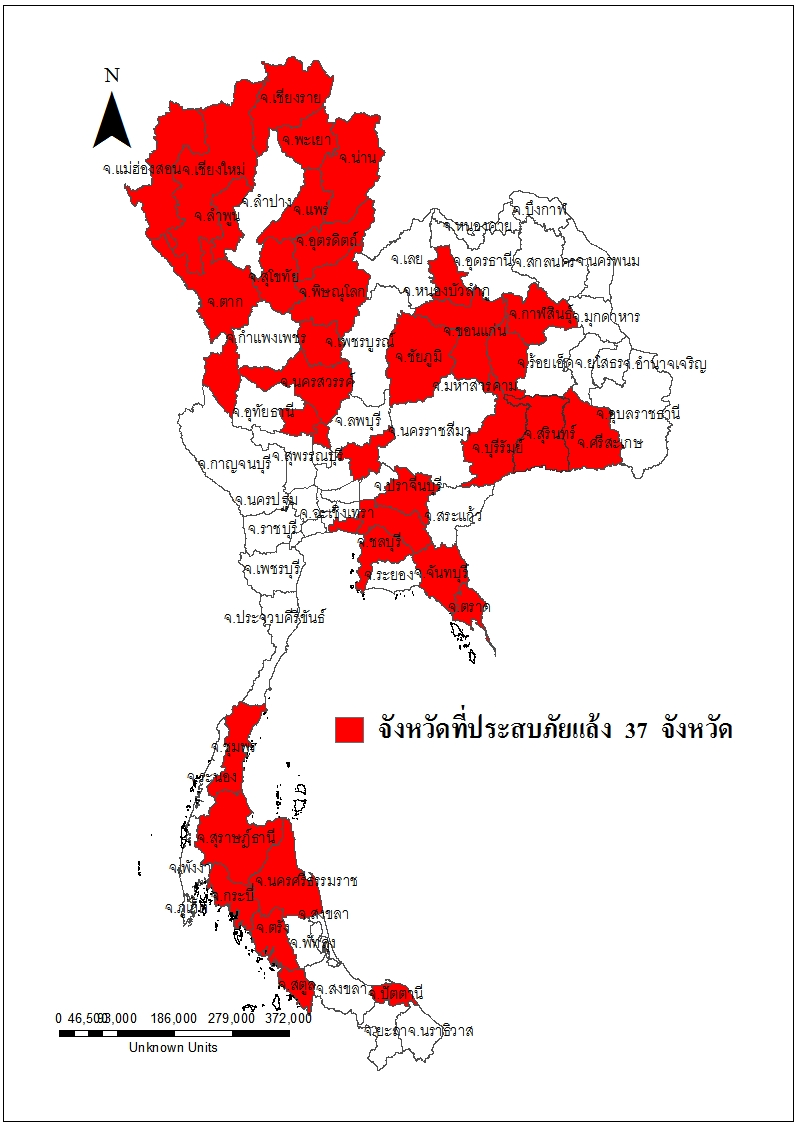 N
จ.เชียงราย
จ.พะเยา
จ.น่าน
จ.แม่ฮ่องสอน
จ.เชียงใหม่
จ.ลำปาง
จ.ลำพูน
จ.แพร่
จ.อุตรดิตถ์
จ.บึงกาฬ
จ.หนองคาย
จ.เลย
จ.อุดรธานี
จ.สกลนคร
จ.นครพนม
จ.สุโขทัย
จ.ตาก
จ.พิษณุโลก
จ.หนองบัวลำภู
จ.กาฬสินธุ์
จ.มุกดาหาร
จ.กำแพงเพชร
จ.เพชรบูรณ์
จ.ขอนแก่น
จ.ชัยภูมิ
จ.ร้อยเอ็ด
จ.ยโสธร
จ.อำนาจเจริญ
จ.นครสวรรค์
จ.มหาสารคาม
จ.อุทัยธานี
จ.ลพบุรี
จ.นครราชสีมา
จ.อุบลราชธานี
จ.บุรีรัมย์
จ.สุรินทร์
จ.ศรีสะเกษ
จ.สุพรรณบุรี
จ.กาญจนบุรี
จ.ปราจีนบุรี
จ.นครปฐม
จ.ฉะเชิงเทรา
จ.สระแก้ว
จ.ราชบุรี
จ.ชลบุรี
จ.เพชรบุรี
จ.ระยอง
จ.จันทบุรี
จ.ตราด
จ.ประจวบคีรีขันธ์
จังหวัดที่ประสบภัยแล้ง 37 จังหวัด
จ.ชุมพร
จ.ระนอง
จ.สุราษฎ์ธานี
จ.พังงา
จ.นครศรีธรรมราช
จ.กระบี่
จ.ภูเก็ต
จ.สงขลา
จ.ตรัง
จ.พัทลุง
จ.สตูล
จ.สงขลา
จ.ปัตตานี
จ.ยะลา
จ.นราธิวาส
0 46,500 93,000 186,000 279,000 372,000
Unknown Units